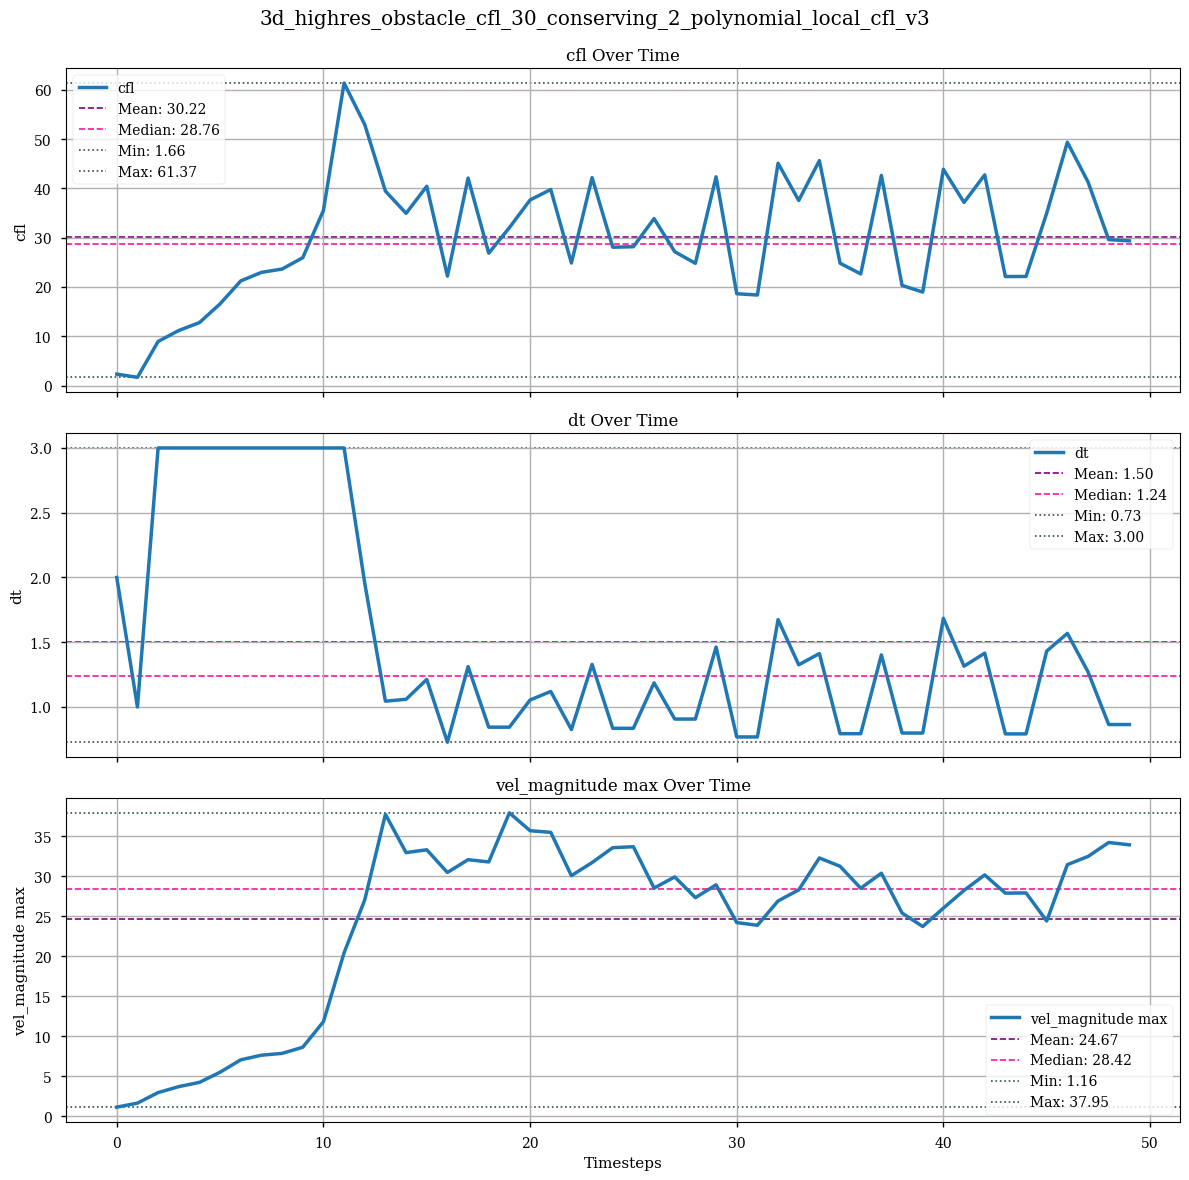 3d_highres_obstacle_cfl_30_conserving_2_polynomial_local_cfl_v3
cfl Over Time
cfl
Mean: 30.22
Median: 28.76
Min: 1.66
Max: 61.37
60
50
40
30
20
10
0
cfl
dt Over Time
dt
Mean: 1.50
Median: 1.24
Min: 0.73
Max: 3.00
3.0
2.5
2.0
1.5
1.0
dt
vel_magnitude max Over Time
35
30
25
20
15
10
5
0
vel_magnitude max
vel_magnitude max
Mean: 24.67
Median: 28.42
Min: 1.16
Max: 37.95
0 10 20 30 40 50
Timesteps